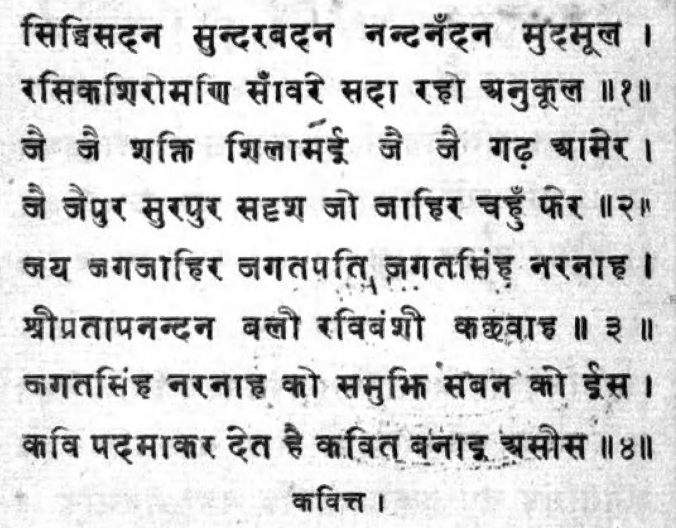 सिद्धिसदन सुन्दरबदन नन्दनँदन मुदमूल ।
रसिकशिरोमणि साँवरे सदा रहो अनुकूल ॥१॥
जै जै शक्ति शिलामई जै जै गढ़ आमेर ।
जै जैपुर सुरपुर सदृश जो जाहिर चहुँ फेर ॥२॥
जय जगजाहिर जगतपति जगतसिंह नरनाह ।
श्रीप्रतापनन्दन बली रविबंशी कछवाह ॥ ३ ॥
जगतसिंह नरनाह को समुझि सबन को ईस ।
कवि पद्माकर देत है कवित बनाइ असीस ॥४॥
कवित्त ।